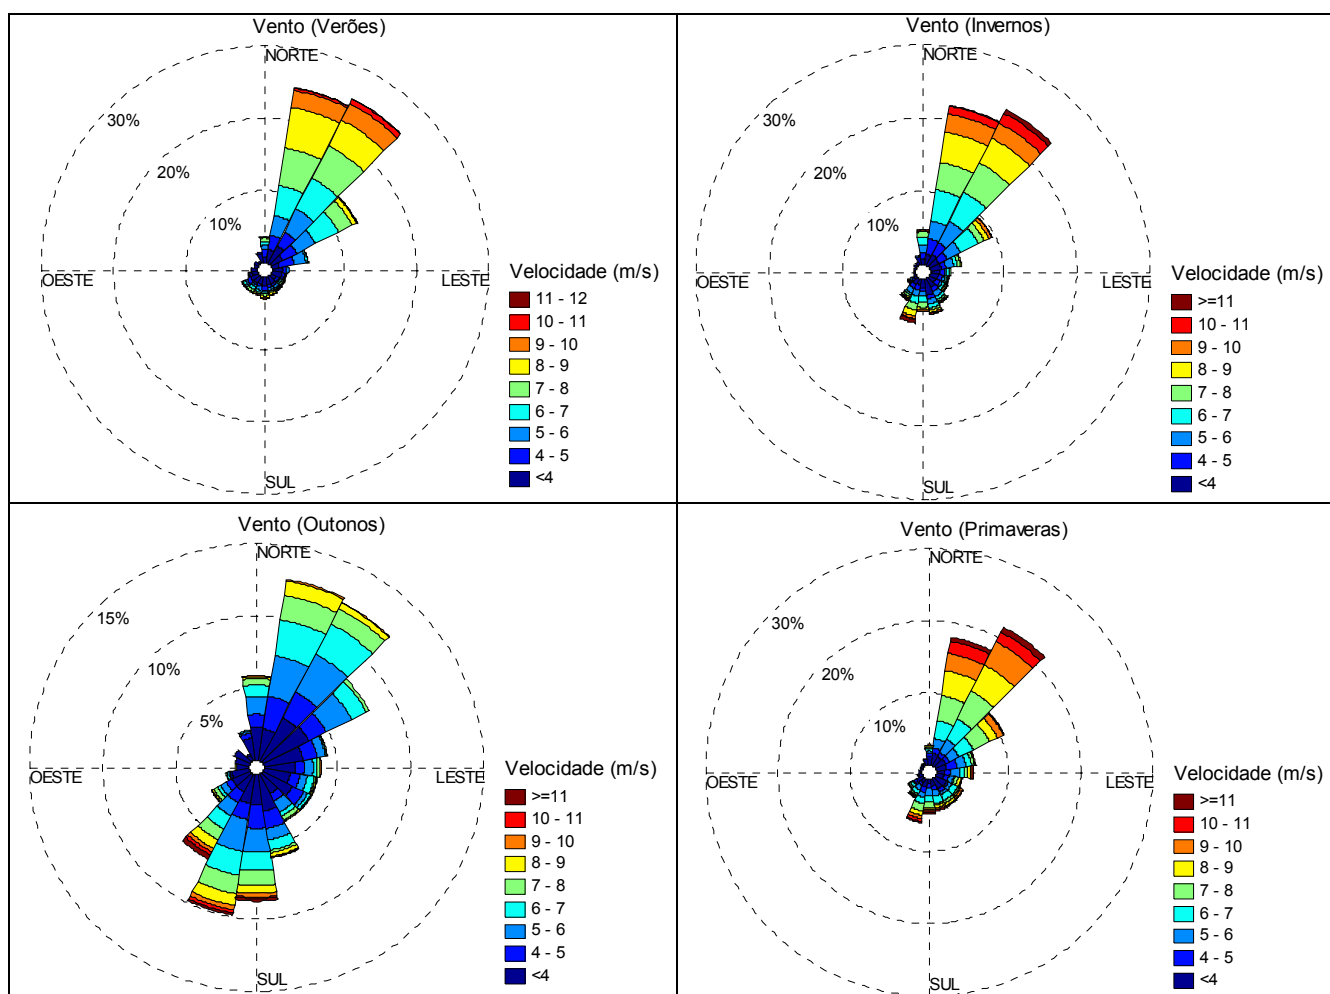 Vento (Verões)
NORTE
30%
20%
10%
OESTE
LESTE
SUL
Velocidade (m/s)
11 - 12
10 - 11
9 - 10
8 - 9
7 - 8
6 - 7
5 - 6
4 - 5
<4
Vento (Invernos)
NORTE
30%
20%
10%
OESTE
LESTE
SUL
Velocidade (m/s)
>=11
10 - 11
9 - 10
8 - 9
7 - 8
6 - 7
5 - 6
4 - 5
<4
Vento (Outonos)
NORTE
15%
10%
5%
OESTE
LESTE
SUL
Velocidade (m/s)
>=11
10 - 11
9 - 10
8 - 9
7 - 8
6 - 7
5 - 6
4 - 5
<4
Vento (Primaveras)
NORTE
30%
20%
10%
OESTE
LESTE
SUL
Velocidade (m/s)
>=11
10 - 11
9 - 10
8 - 9
7 - 8
6 - 7
5 - 6
4 - 5
<4